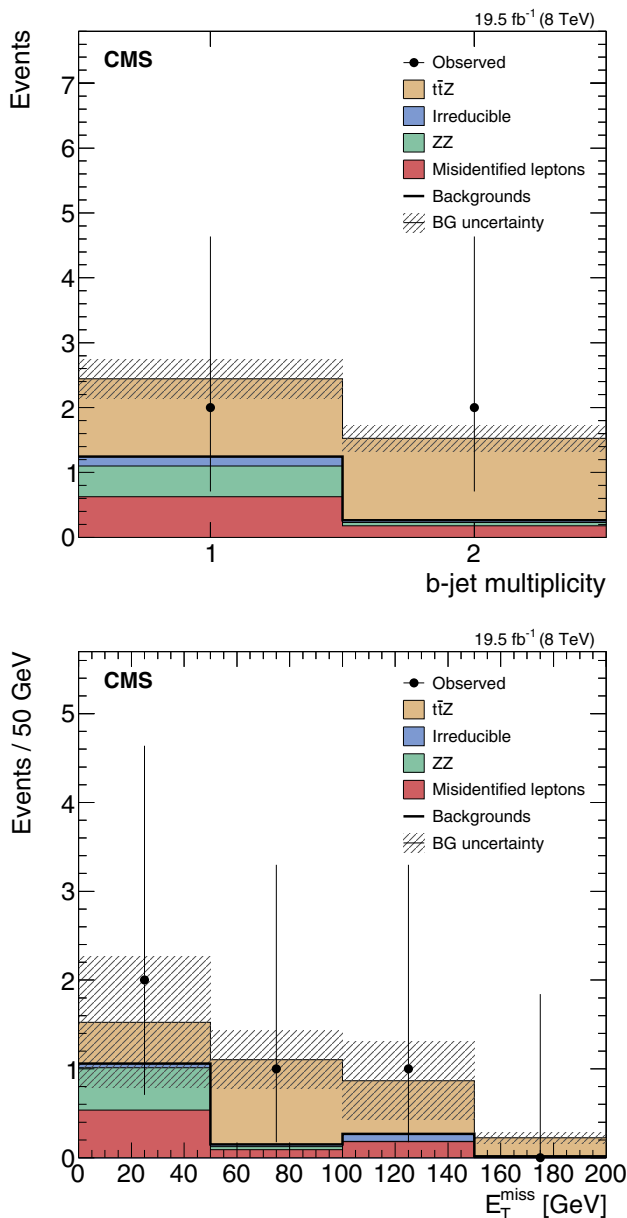 19.5 fb⁻¹ (8 TeV)
CMS
Events
Observed
tt̄Z
Irreducible
ZZ
Misidentified leptons
Backgrounds
BG uncertainty
7
6
5
4
3
2
1
0
1 2
b-jet multiplicity
19.5 fb⁻¹ (8 TeV)
CMS
Events / 50 GeV
Observed
tt̄Z
Irreducible
ZZ
Misidentified leptons
Backgrounds
BG uncertainty
5
4
3
2
1
0
0 20 40 60 80 100 120 140 160 180 200
E_T^miss [GeV]